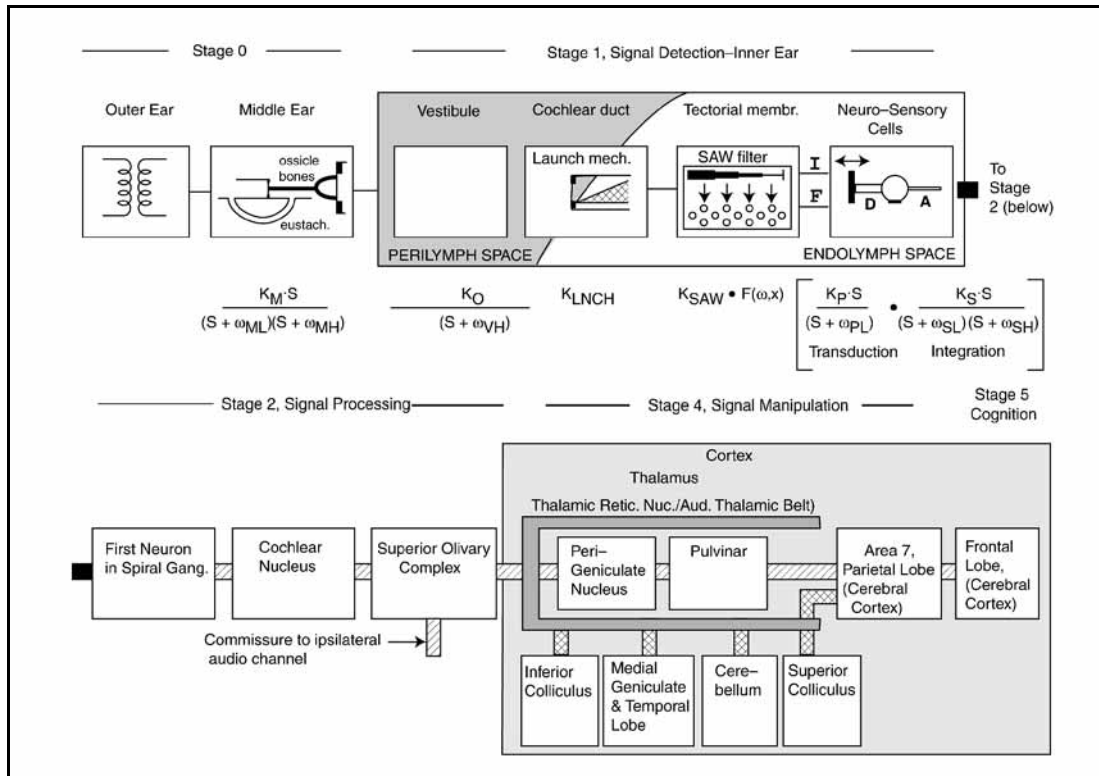 Stage 0
Stage 1, Signal Detection–Inner Ear
Outer Ear
Middle Ear
Vestibule
Cochlear duct
Tectorial membr.
Neuro–Sensory
Cells
ossicle
bones
eustach.
Launch mech.
SAW filter
I
F
D
A
To
Stage
2 (below)
PERILYMPH SPACE
ENDOLYMPH SPACE
K_M·S
(S + ω_ML)(S + ω_MH)
K_O
(S + ω_VH)
K_LNCH
K_SAW • F(ω,x)
K_P·S
(S + ω_PL)
•
K_S·S
(S + ω_SL)(S + ω_SH)
Transduction
Integration
Stage 2, Signal Processing
Stage 4, Signal Manipulation
Stage 5
Cognition
Cortex
Thalamus
Thalamic Retic. Nuc./Aud. Thalamic Belt)
First Neuron
in Spiral Gang.
Cochlear
Nucleus
Superior Olivary
Complex
Peri–
Geniculate
Nucleus
Pulvinar
Area 7,
Parietal Lobe
(Cerebral
Cortex)
Frontal
Lobe,
(Cerebral
Cortex)
Commissure to ipsilateral
audio channel
Inferior
Colliculus
Medial
Geniculate
& Temporal
Lobe
Cere–
bellum
Superior
Colliculus